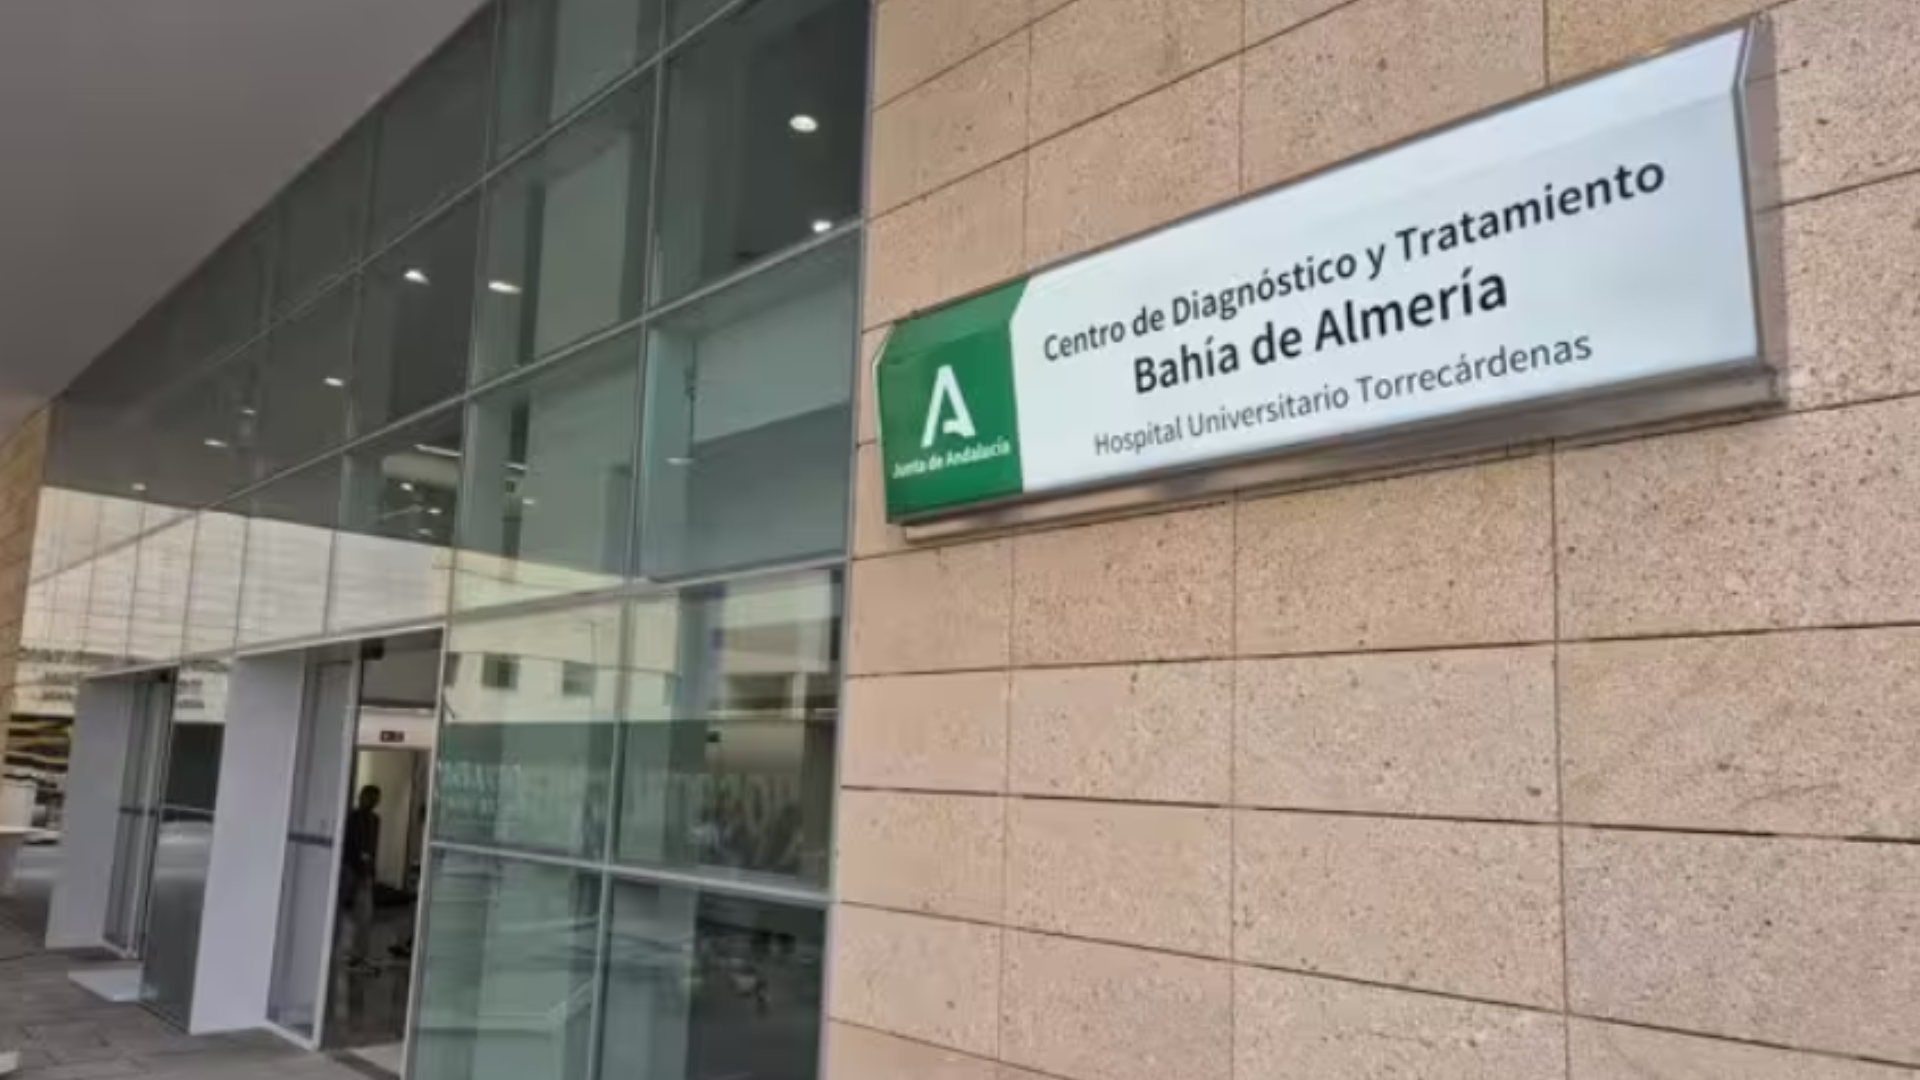 Centro de Diagnóstico y Tratamiento
Bahía de Almería
Hospital Universitario Torrecárdenas
Junta de Andalucía